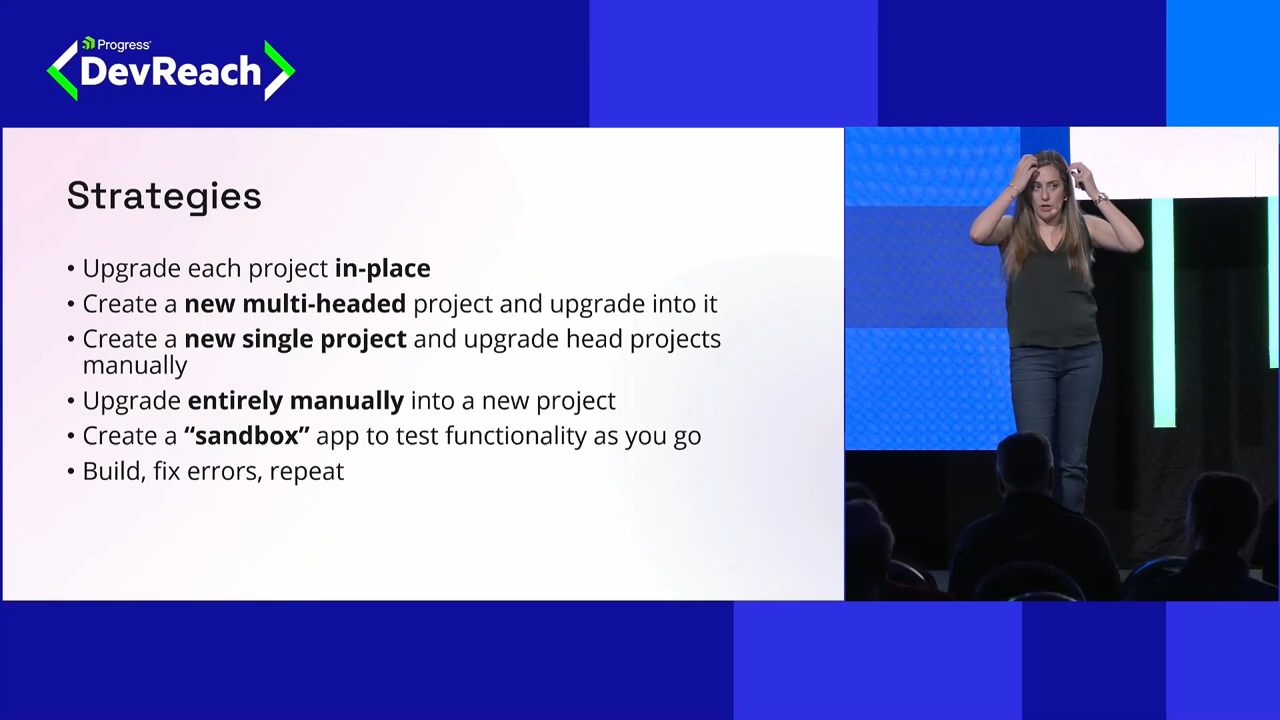 Progress
DevReach
Strategies
• Upgrade each project in-place
• Create a new multi-headed project and upgrade into it
• Create a new single project and upgrade head projects
manually
• Upgrade entirely manually into a new project
• Create a “sandbox” app to test functionality as you go
• Build, fix errors, repeat